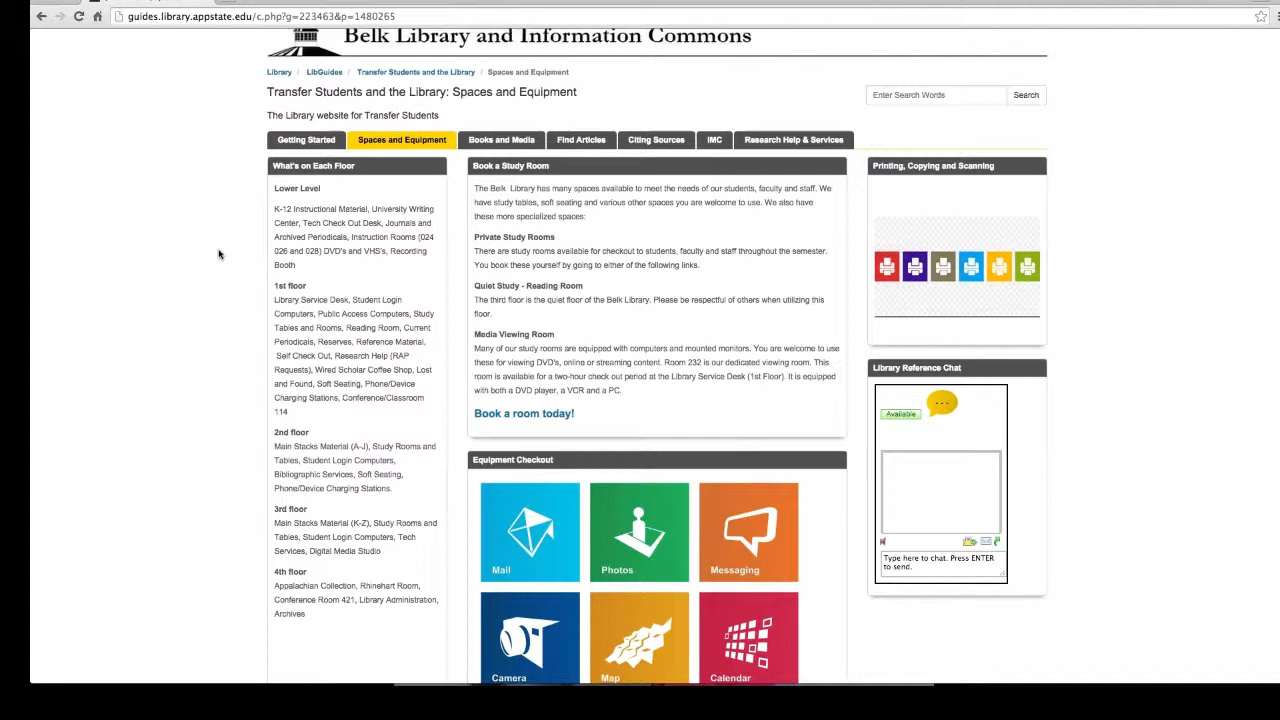 guides.library.appstate.edu/c.php?g=223463&p=1480265
Belk Library and Information Commons
Library / LibGuides / Transfer Students and the Library / Spaces and Equipment
Transfer Students and the Library: Spaces and Equipment
Enter Search Words Search
The Library website for Transfer Students
Getting Started Spaces and Equipment Books and Media Find Articles Citing Sources IMC Research Help & Services
What's on Each Floor
Lower Level
K-12 Instructional Material, University Writing
Center, Tech Check Out Desk, Journals and
Archived Periodicals, Instruction Rooms (024
026 and 028) DVD's and VHS's, Recording
Booth
1st floor
Library Service Desk, Student Login
Computers, Public Access Computers, Study
Tables and Rooms, Reading Room, Current
Periodicals, Reserves, Reference Material,
Self Check Out, Research Help (RAP
Requests), Wired Scholar Coffee Shop, Lost
and Found, Soft Seating, Phone/Device
Charging Stations, Conference/Classroom
114
2nd floor
Main Stacks Material (A-J), Study Rooms and
Tables, Student Login Computers,
Bibliographic Services, Soft Seating,
Phone/Device Charging Stations.
3rd floor
Main Stacks Material (K-Z), Study Rooms and
Tables, Student Login Computers, Tech
Services, Digital Media Studio
4th floor
Appalachian Collection, Rhinehart Room,
Conference Room 421, Library Administration,
Archives
Book a Study Room
The Belk Library has many spaces available to meet the needs of our students, faculty and staff. We
have study tables, soft seating and various other spaces you are welcome to use. We also have
these more specialized spaces:
Private Study Rooms
There are study rooms available for checkout to students, faculty and staff throughout the semester.
You book these yourself by going to either of the following links.
Quiet Study - Reading Room
The third floor is the quiet floor of the Belk Library. Please be respectful of others when utilizing this
floor.
Media Viewing Room
Many of our study rooms are equipped with computers and mounted monitors. You are welcome to use
these for viewing DVD's, online or streaming content. Room 232 is our dedicated viewing room. This
room is available for a two-hour check out period at the Library Service Desk (1st Floor). It is equipped
with both a DVD player, a VCR and a PC.
Book a room today!
Equipment Checkout
Mail Photos Messaging
Camera Map Calendar
Printing, Copying and Scanning
Library Reference Chat
Available
Type here to chat. Press ENTER
to send.